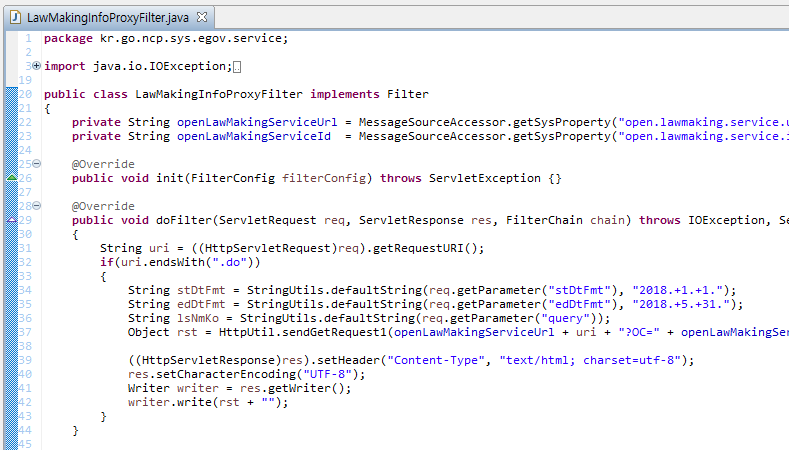 LawMakingInfoProxyFilter.java
1 package kr.go.ncp.sys.egov.service;
2
3 import java.io.IOException;
19
20 public class LawMakingInfoProxyFilter implements Filter
21 {
22 private String openLawMakingServiceUrl = MessageSourceAccessor.getSysProperty("open.lawmaking.service.u
23 private String openLawMakingServiceId  = MessageSourceAccessor.getSysProperty("open.lawmaking.service.i
24
25 @Override
26 public void init(FilterConfig filterConfig) throws ServletException {}
27
28 @Override
29 public void doFilter(ServletRequest req, ServletResponse res, FilterChain chain) throws IOException, Se
30 {
31 String uri = ((HttpServletRequest)req).getRequestURI();
32 if(uri.endsWith(".do"))
33 {
34 String stDtFmt = StringUtils.defaultString(req.getParameter("stDtFmt"), "2018.+1.+1.");
35 String edDtFmt = StringUtils.defaultString(req.getParameter("edDtFmt"), "2018.+5.+31.");
36 String lsNmKo = StringUtils.defaultString(req.getParameter("query"));
37 Object rst = HttpUtil.sendGetRequest1(openLawMakingServiceUrl + uri + "?OC=" + openLawMakingSer
38
39 ((HttpServletResponse)res).setHeader("Content-Type", "text/html; charset=utf-8");
40 res.setCharacterEncoding("UTF-8");
41 Writer writer = res.getWriter();
42 writer.write(rst + "");
43 }
44 }
45